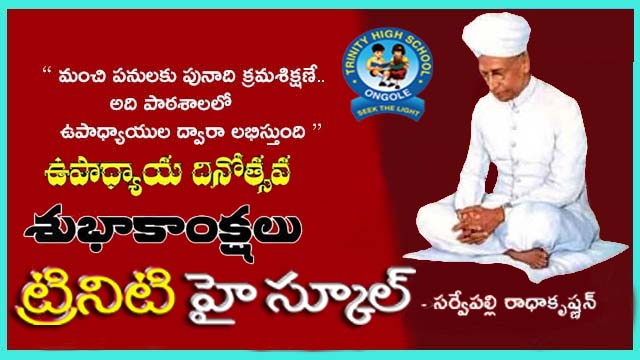 “ మంచి పనులకు పునాది క్రమశిక్షణే..
అది పాఠశాలలో
ఉపాధ్యాయుల ద్వారా లభిస్తుంది ”
ఉపాధ్యాయ దినోత్సవ
శుభాకాంక్షలు
ట్రినిటి హై స్కూల్
- సర్వేపల్లి రాధాకృష్ణన్
TRINITY HIGH SCHOOL
ONGOLE
SEEK THE LIGHT